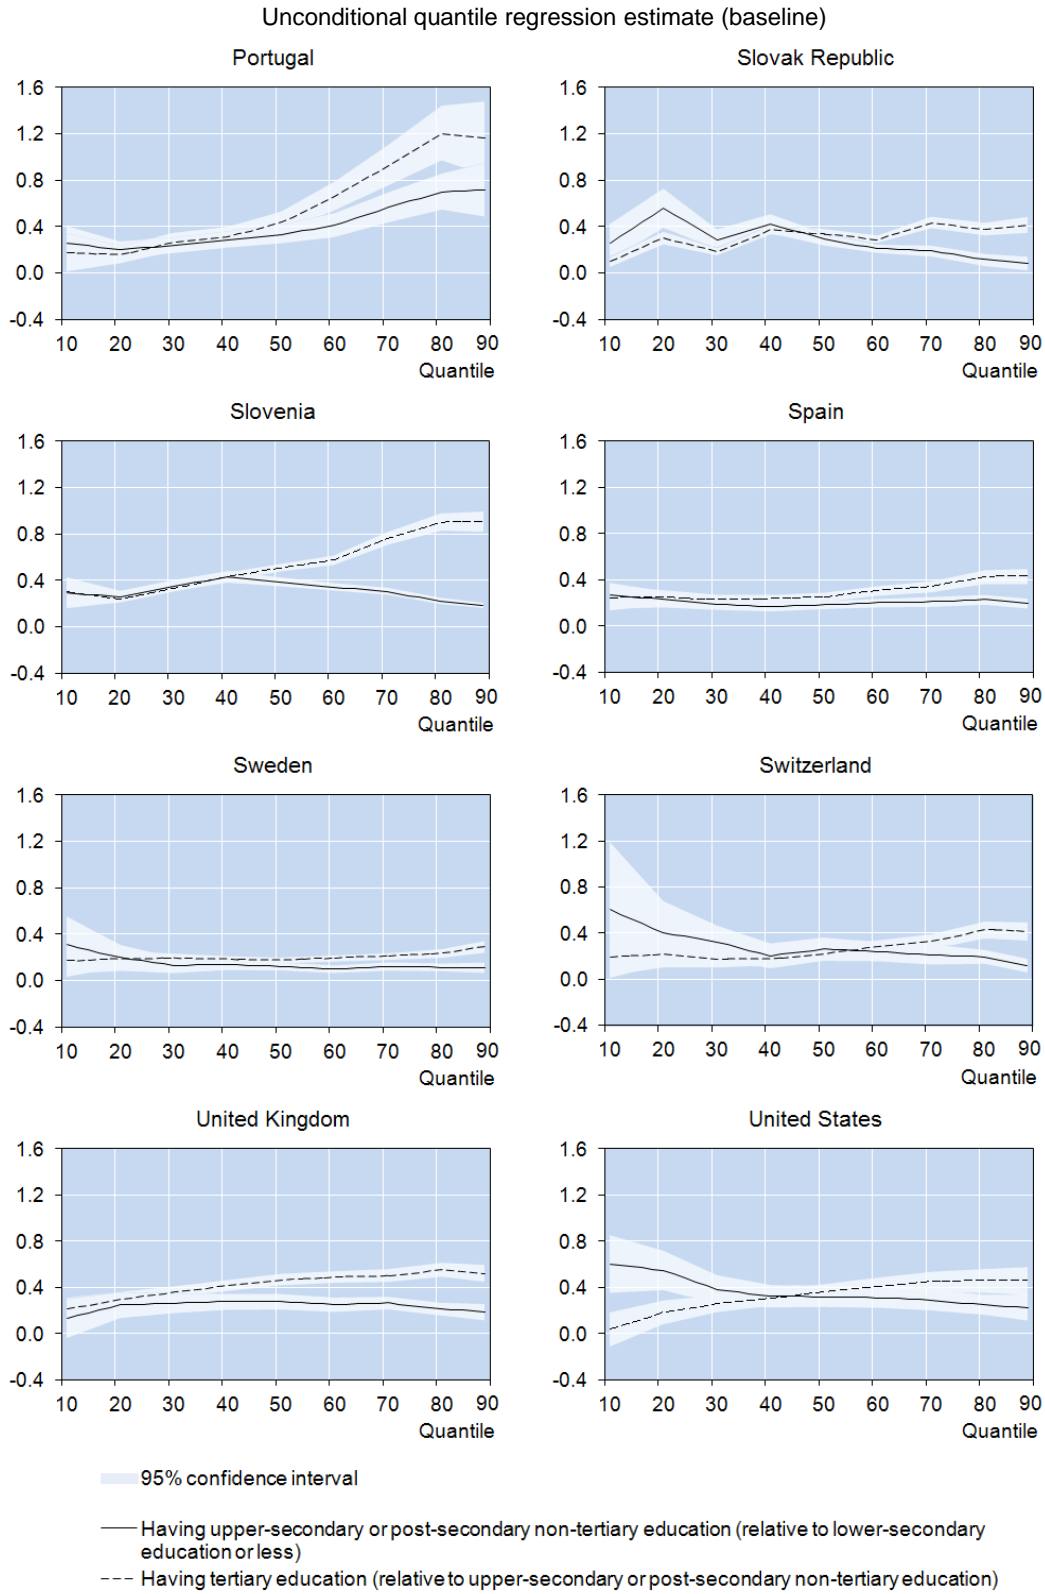 Unconditional quantile regression estimate (baseline)
Portugal
Slovak Republic
1.6
1.2
0.8
0.4
0.0
-0.4
10 20 30 40 50 60 70 80 90
Quantile
1.6
1.2
0.8
0.4
0.0
-0.4
10 20 30 40 50 60 70 80 90
Quantile
Slovenia
Spain
1.6
1.2
0.8
0.4
0.0
-0.4
10 20 30 40 50 60 70 80 90
Quantile
1.6
1.2
0.8
0.4
0.0
-0.4
10 20 30 40 50 60 70 80 90
Quantile
Sweden
Switzerland
1.6
1.2
0.8
0.4
0.0
-0.4
10 20 30 40 50 60 70 80 90
Quantile
1.6
1.2
0.8
0.4
0.0
-0.4
10 20 30 40 50 60 70 80 90
Quantile
United Kingdom
United States
1.6
1.2
0.8
0.4
0.0
-0.4
10 20 30 40 50 60 70 80 90
Quantile
1.6
1.2
0.8
0.4
0.0
-0.4
10 20 30 40 50 60 70 80 90
Quantile
95% confidence interval
Having upper-secondary or post-secondary non-tertiary education (relative to lower-secondary
education or less)
Having tertiary education (relative to upper-secondary or post-secondary non-tertiary education)